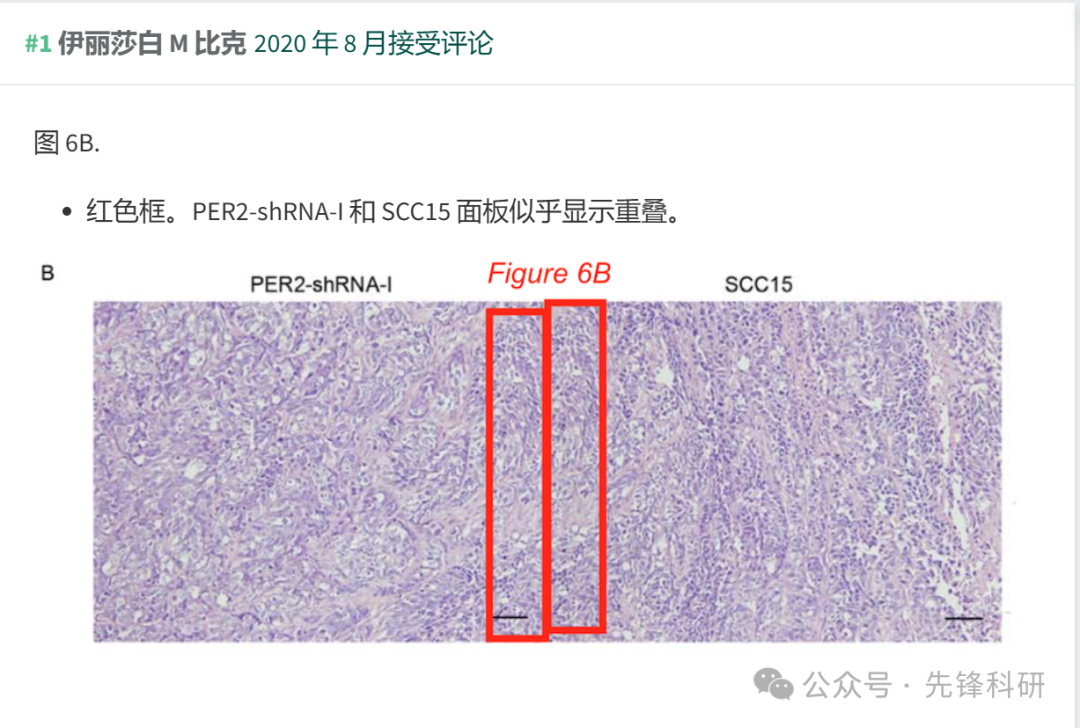 #1 伊丽莎白 M 比克 2020 年 8 月接受评论
图 6B.
• 红色框。PER2-shRNA-I 和 SCC15 面板似乎显示重叠。
B
PER2-shRNA-I
Figure 6B
SCC15
公众号 · 先锋科研